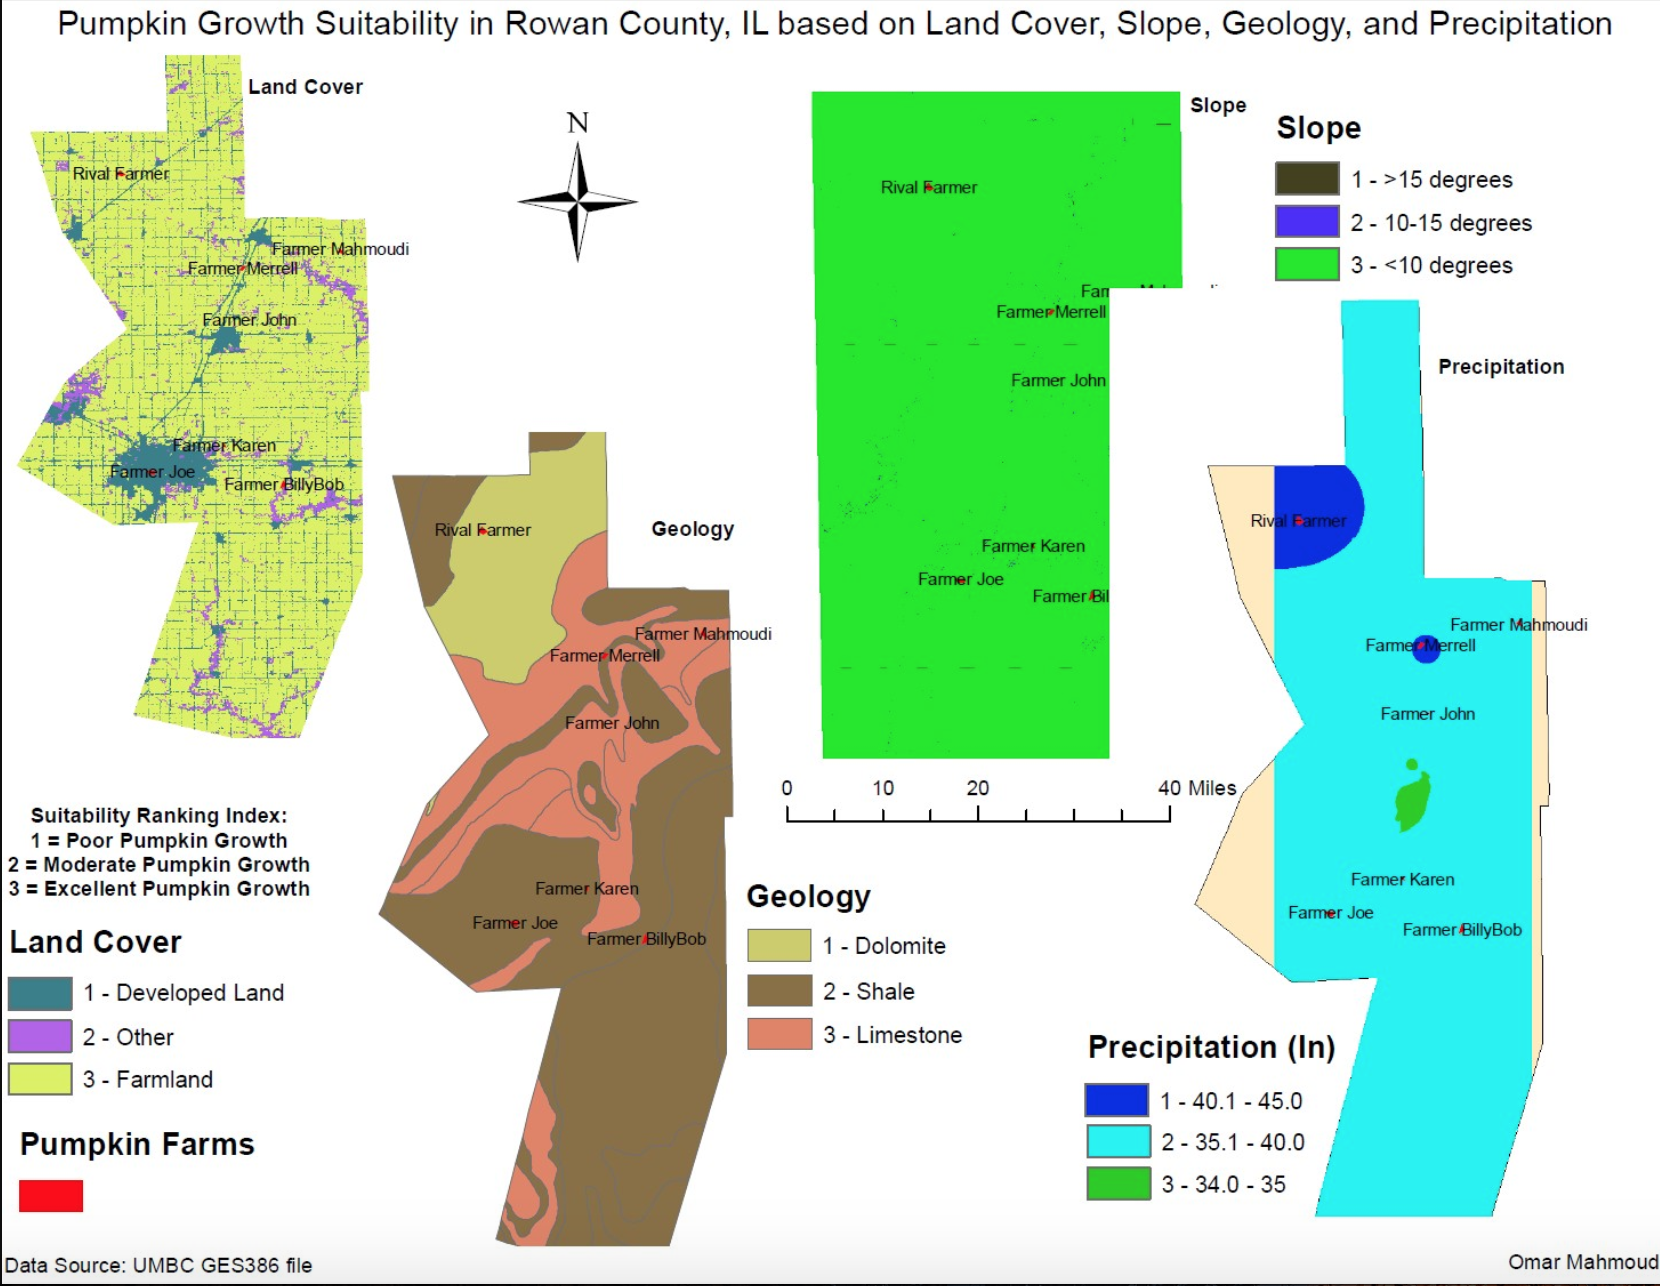 Pumpkin Growth Suitability in Rowan County, IL based on Land Cover, Slope, Geology, and Precipitation
Land Cover
Rival Farmer
Farmer Mahmoudi
Farmer Merrell
Farmer John
Farmer Karen
Farmer Joe
Farmer BillyBob
N
Slope
Rival Farmer
Farmer Merrell
Farmer John
Farmer Karen
Farmer Joe
Farmer Bil
Slope
1 - >15 degrees
2 - 10-15 degrees
3 - <10 degrees
Precipitation
Rival Farmer
Farmer Mahmoudi
Farmer Merrell
Farmer John
Farmer Karen
Farmer Joe
Farmer BillyBob
Geology
Rival Farmer
Farmer Mahmoudi
Farmer Merrell
Farmer John
Farmer Karen
Farmer Joe
Farmer BillyBob
0 10 20 40 Miles
Suitability Ranking Index:
1 = Poor Pumpkin Growth
2 = Moderate Pumpkin Growth
3 = Excellent Pumpkin Growth
Land Cover
1 - Developed Land
2 - Other
3 - Farmland
Pumpkin Farms
Geology
1 - Dolomite
2 - Shale
3 - Limestone
Precipitation (In)
1 - 40.1 - 45.0
2 - 35.1 - 40.0
3 - 34.0 - 35
Data Source: UMBC GES386 file
Omar Mahmoud